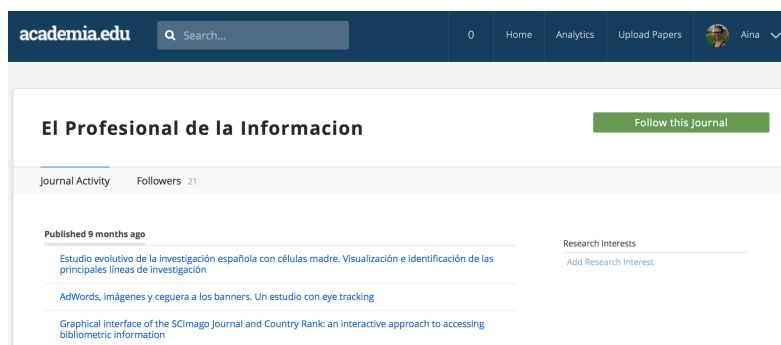 academia.edu
Search...
0
Home
Analytics
Upload Papers
Aina
El Profesional de la Informacion
Follow this Journal
Journal Activity
Followers 21
Published 9 months ago
Estudio evolutivo de la investigación española con células madre. Visualización e identificación de las
principales líneas de investigación
AdWords, imágenes y ceguera a los banners. Un estudio con eye tracking
Graphical interface of the SCImago Journal and Country Rank: an interactive approach to accessing
bibliometric information
Research Interests
Add Research Interest